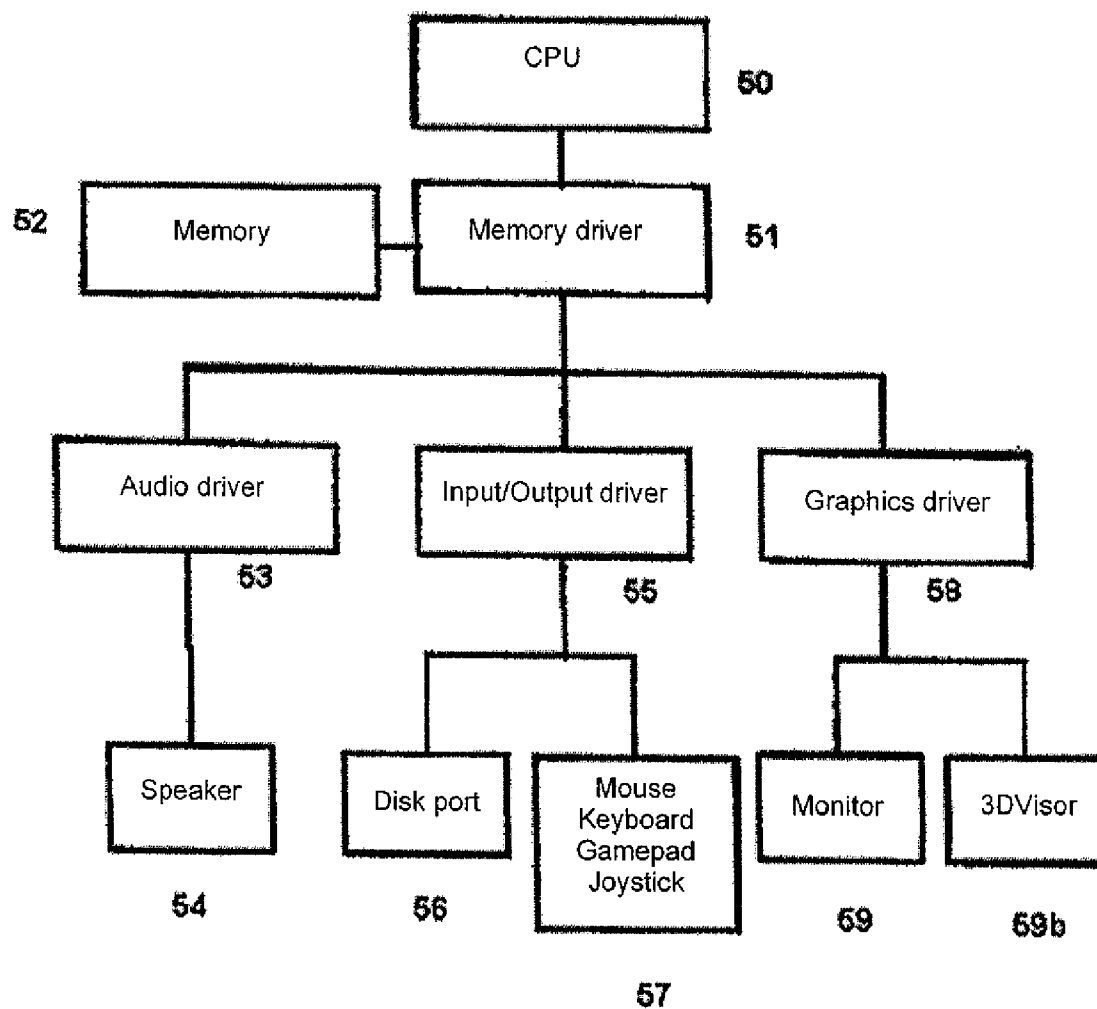 CPU
50
52
Memory
Memory driver
51
Audio driver
Input/Output driver
Graphics driver
53
55
58
Speaker
Disk port
Mouse
Keyboard
Gamepad
Joystick
Monitor
3DVisor
54
56
59
59b
57